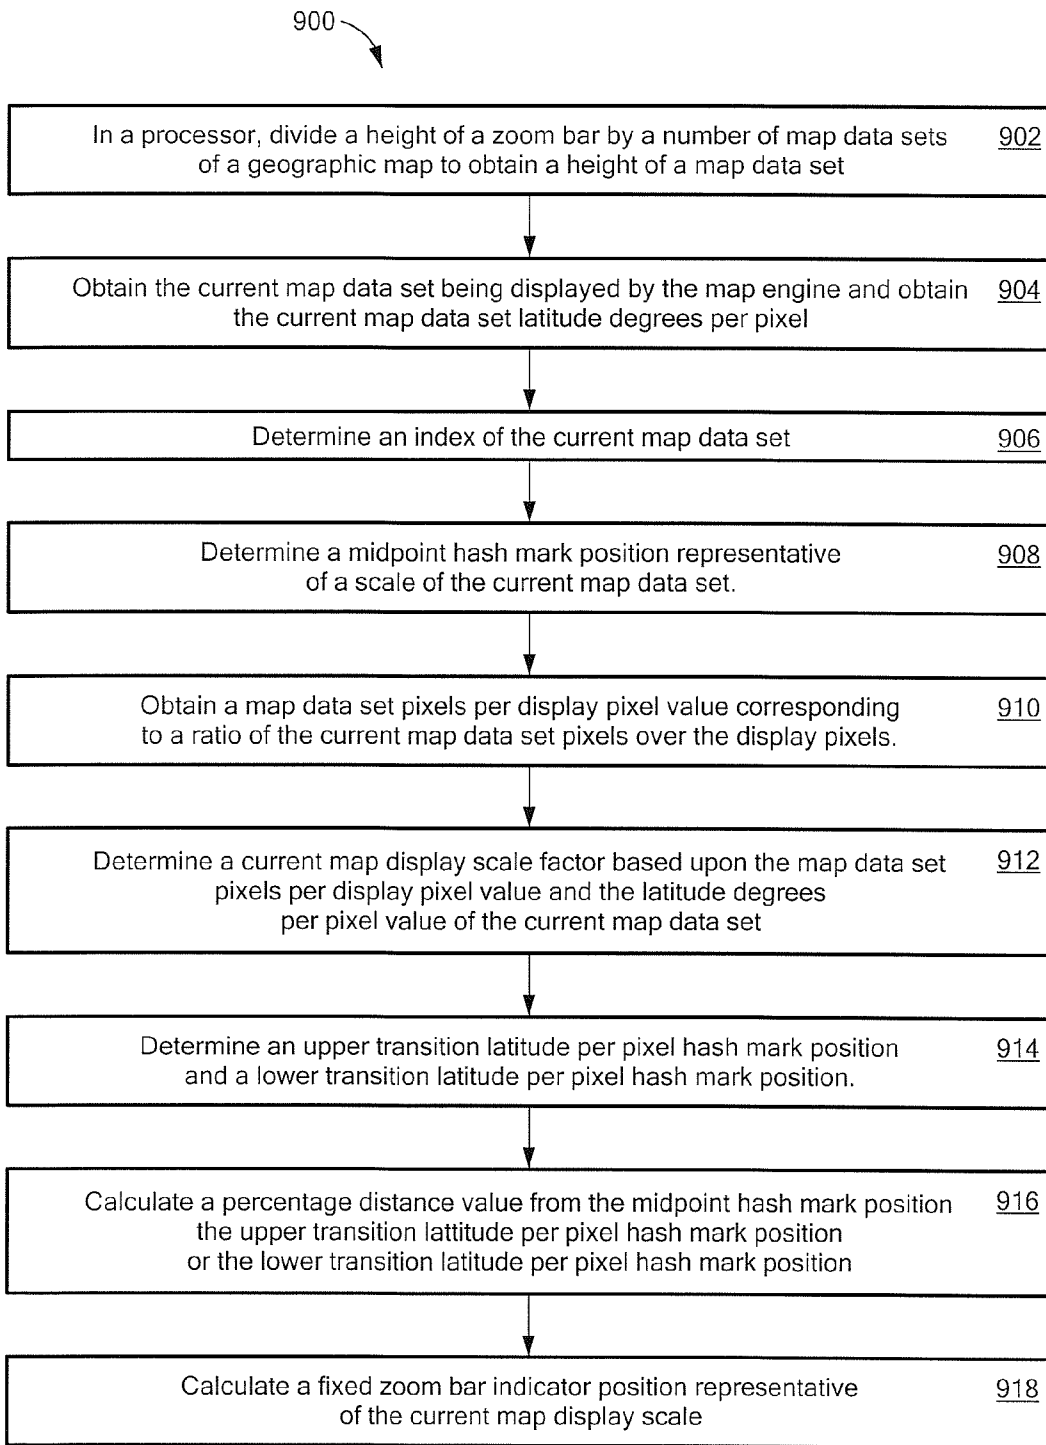 900
In a processor, divide a height of a zoom bar by a number of map data sets 902
of a geographic map to obtain a height of a map data set
Obtain the current map data set being displayed by the map engine and obtain 904
the current map data set latitude degrees per pixel
Determine an index of the current map data set 906
Determine a midpoint hash mark position representative 908
of a scale of the current map data set.
Obtain a map data set pixels per display pixel value corresponding 910
to a ratio of the current map data set pixels over the display pixels.
Determine a current map display scale factor based upon the map data set 912
pixels per display pixel value and the latitude degrees
per pixel value of the current map data set
Determine an upper transition latitude per pixel hash mark position 914
and a lower transition latitude per pixel hash mark position.
Calculate a percentage distance value from the midpoint hash mark position 916
the upper transition lattitude per pixel hash mark position
or the lower transition latitude per pixel hash mark position
Calculate a fixed zoom bar indicator position representative 918
of the current map display scale